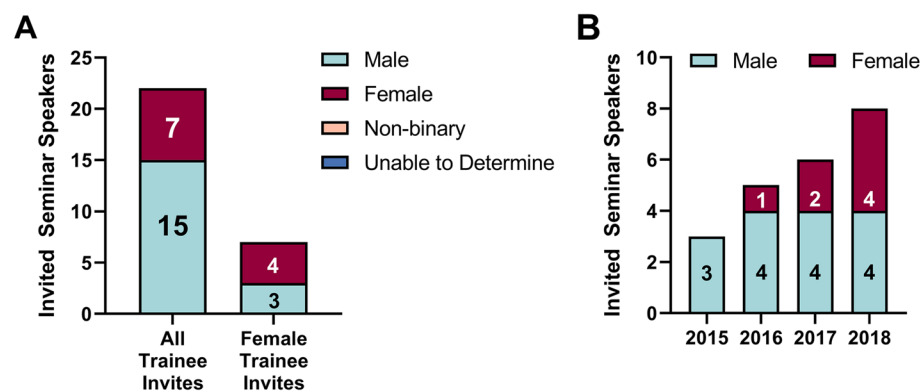 A
Invited Seminar Speakers
25
20
15
10
5
0
7
15
4
3
All
Trainee
Invites
Female
Trainee
Invites
Male
Female
Non-binary
Unable to Determine
B
Invited Seminar Speakers
10
8
6
4
2
0
Male Female
3
1
4
2
4
4
4
2015 2016 2017 2018